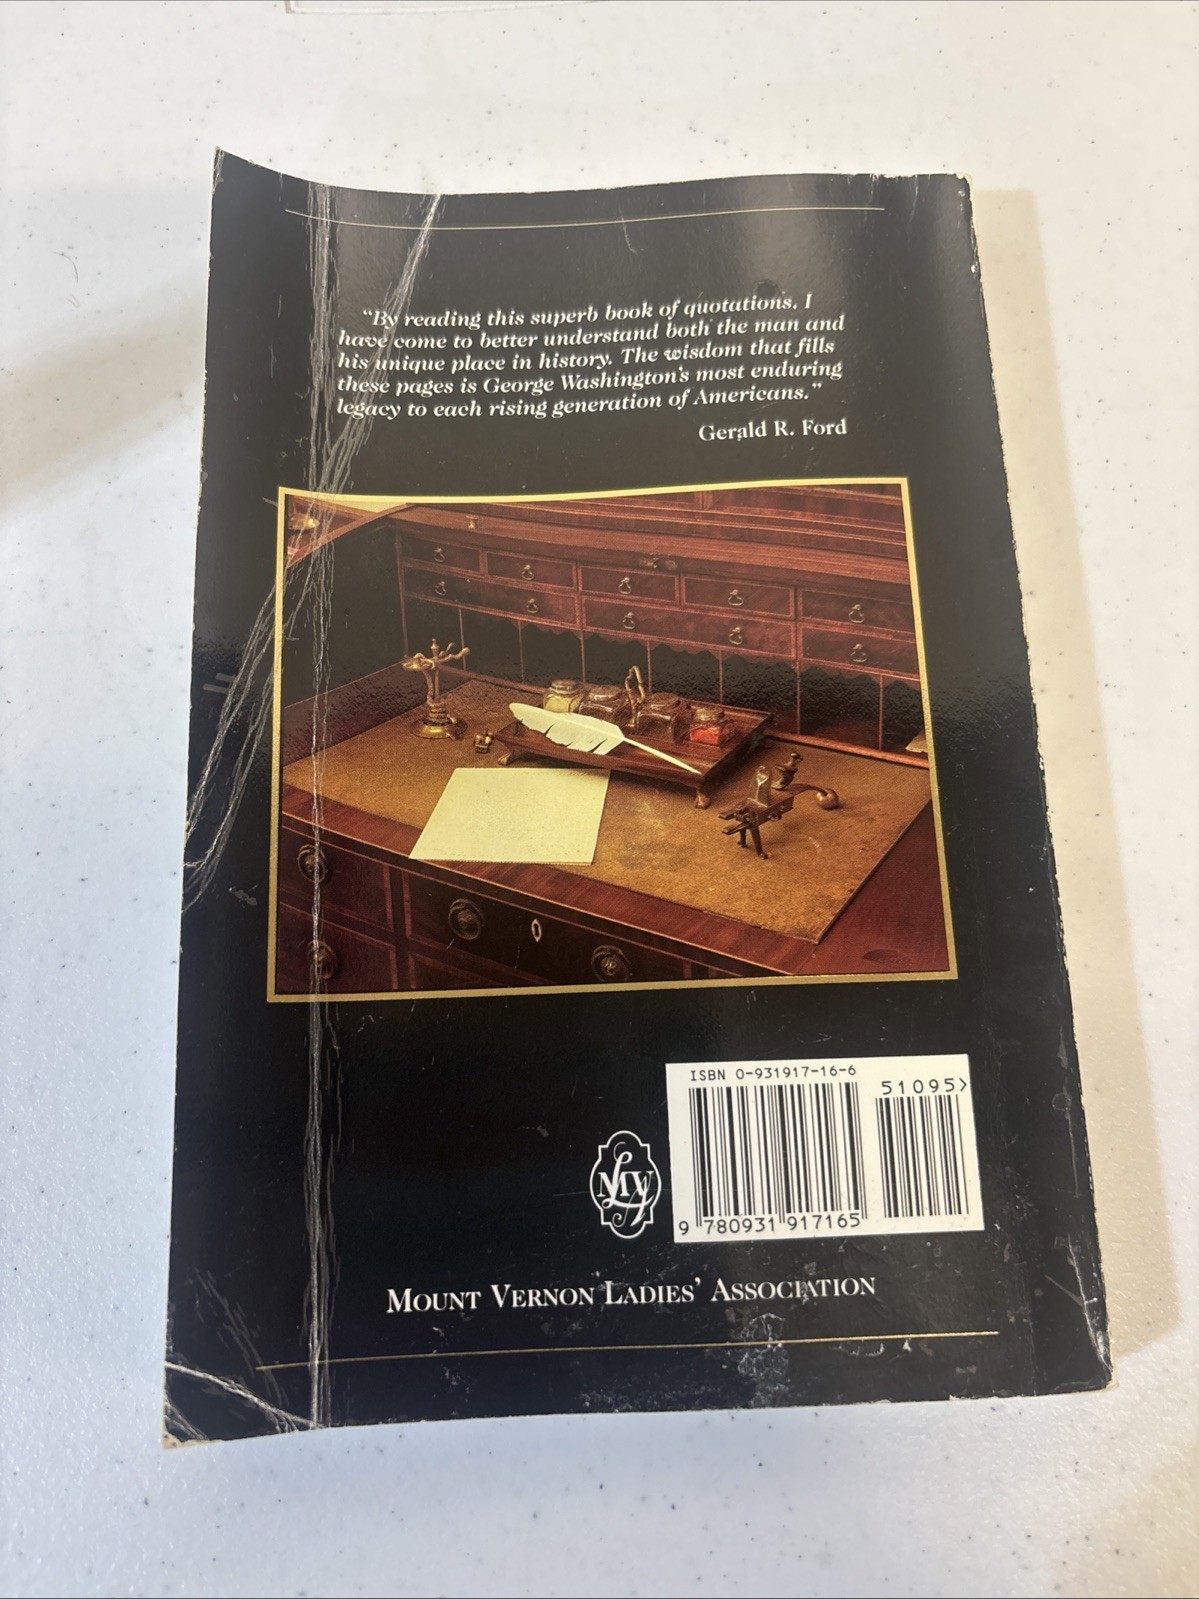 “By reading this superb book of quotations. I
have come to better understand both the man and
his unique place in history. The wisdom that fills
these pages is George Washington's most enduring
legacy to each rising generation of Americans.”
Gerald R. Ford
ISBN 0-931917-16-6
51095>
MVLA
9 780931 917165
MOUNT VERNON LADIES' ASSOCIATION